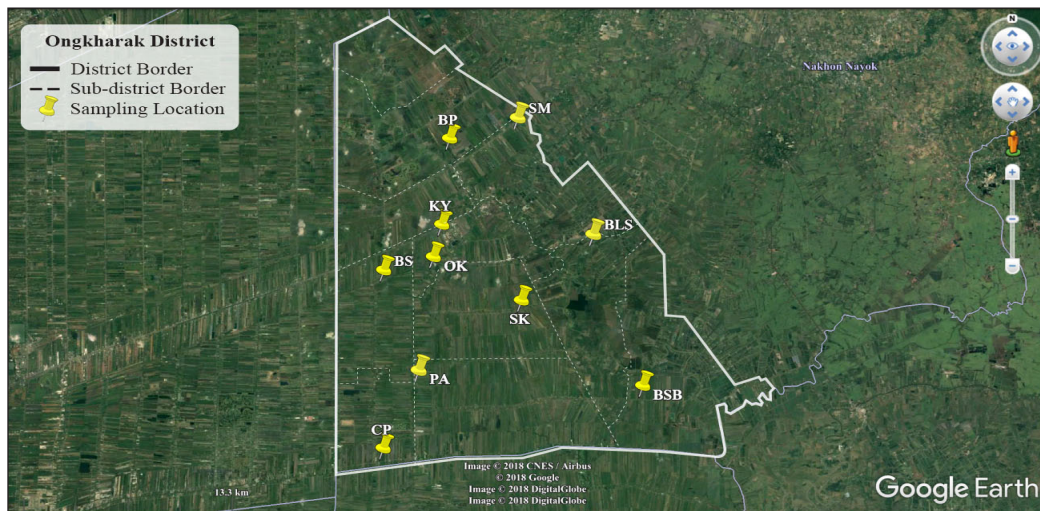 Ongkharak District
District Border
Sub-district Border
Sampling Location
N
Nakhon Nayok
SM
BP
KY
BLS
BS
OK
SK
PA
BSB
CP
Image © 2018 CNES / Airbus
© 2018 Google
Image © 2018 DigitalGlobe
Image © 2018 DigitalGlobe
13.3 km
Google Earth